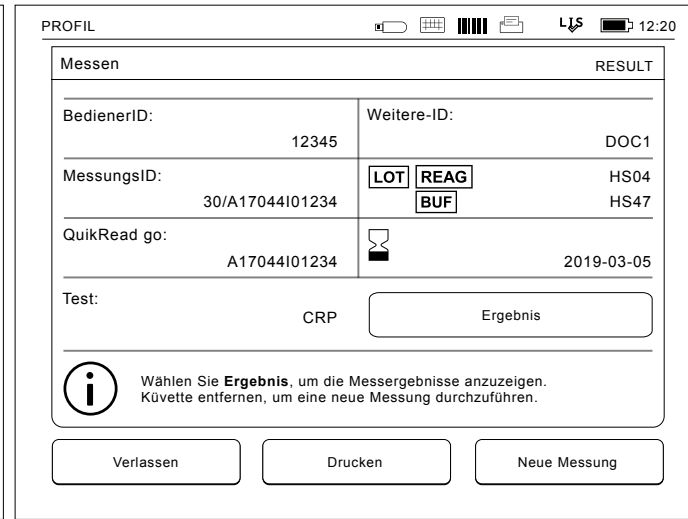 PROFIL LIS 12:20
Messen RESULT
BedienerID: Weitere-ID:
12345 DOC1
MessungsID: LOT REAG HS04
30/A17044I01234 BUF HS47
QuikRead go:
A17044I01234 2019-03-05
Test:
CRP Ergebnis
i Wählen Sie Ergebnis, um die Messergebnisse anzuzeigen.
Küvette entfernen, um eine neue Messung durchzuführen.
Verlassen Drucken Neue Messung